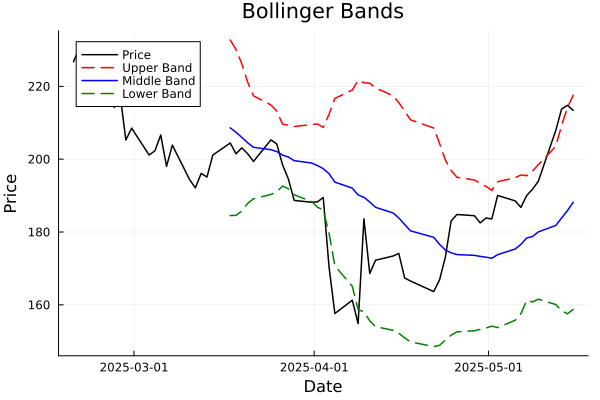 Bollinger Bands
Price
Upper Band
Middle Band
Lower Band
Price
220
200
180
160
2025-03-01
2025-04-01
2025-05-01
Date